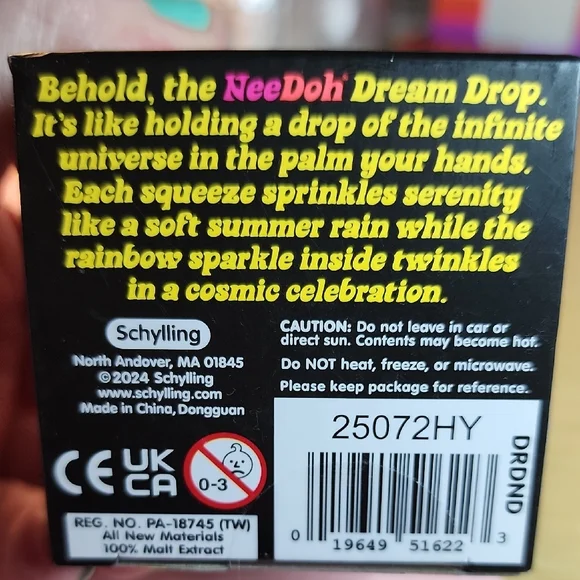 Behold, the NeeDoh Dream Drop.
It's like holding a drop of the infinite
universe in the palm your hands.
Each squeeze sprinkles serenity
like a soft summer rain while the
rainbow sparkle inside twinkles
in a cosmic celebration.
Schylling
North Andover, MA 01845
©2024 Schylling
www.schylling.com
Made in China, Dongguan
CAUTION: Do not leave in car or
direct sun. Contents may become hot.
Do NOT heat, freeze, or microwave.
Please keep package for reference.
CE UK
CA
0-3
REG. NO. PA-18745 (TW)
All New Materials
100% Malt Extract
25072HY
DRDND
0 19649 51622 3